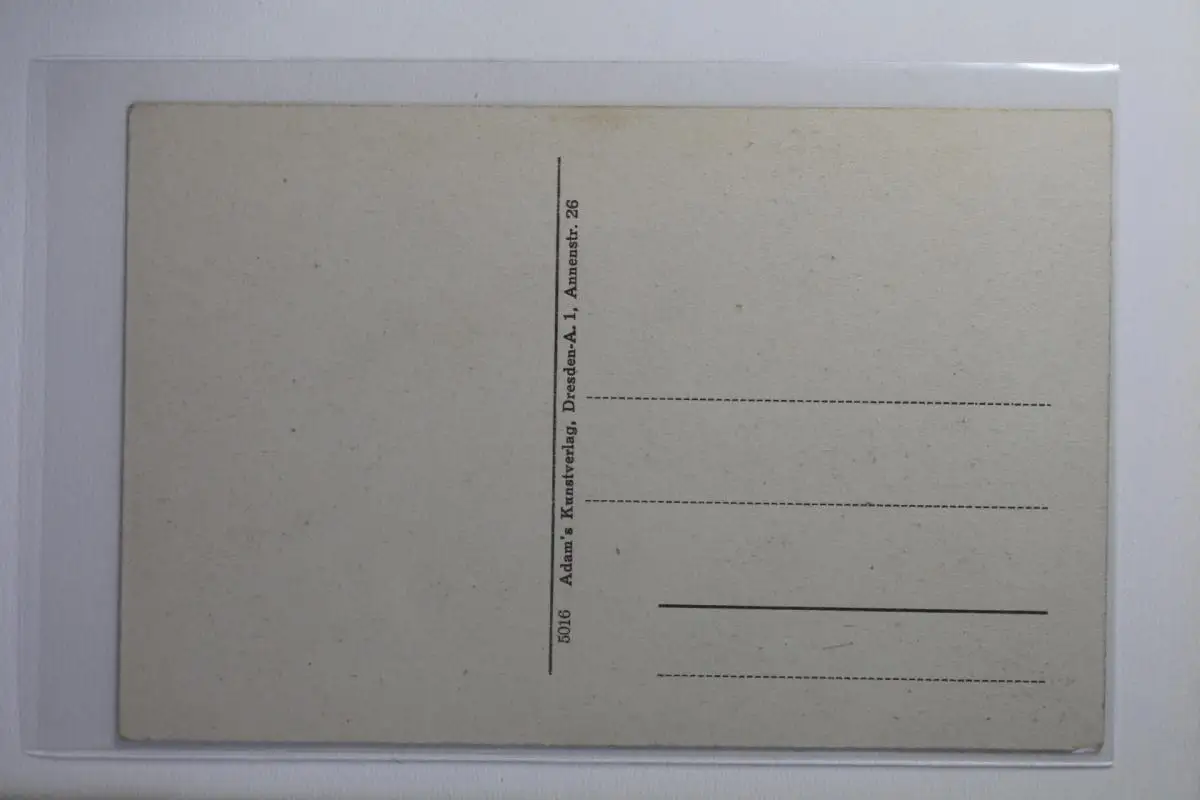 5016 Adam's Kunstverlag, Dresden-A. 1, Annenstr. 26